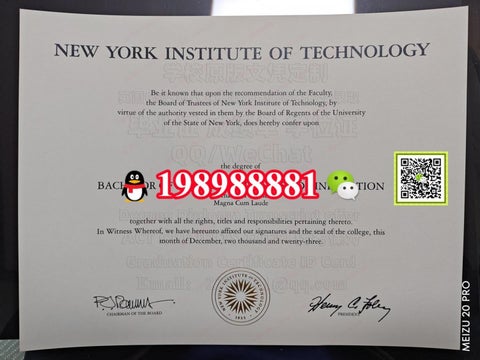 NEW YORK INSTITUTE OF TECHNOLOGY
Be it known that upon the recommendation of the Faculty,
the Board of Trustees of New York Institute of Technology, by
virtue of the authority vested in them by the Board of Regents of the University
of the State of New York, does hereby confer upon
QQ/WeChat
the degree of
198988881
Magna Cum Laude
together with all the rights, titles and responsibilities pertaining thereto.
In Witness Whereof, we have hereunto affixed our signatures and the seal of the college, this
month of December, two thousand and twenty-three.
Graduation Certificate
CHAIRMAN OF THE BOARD
PRESIDENT
MEIZU 20 PRO